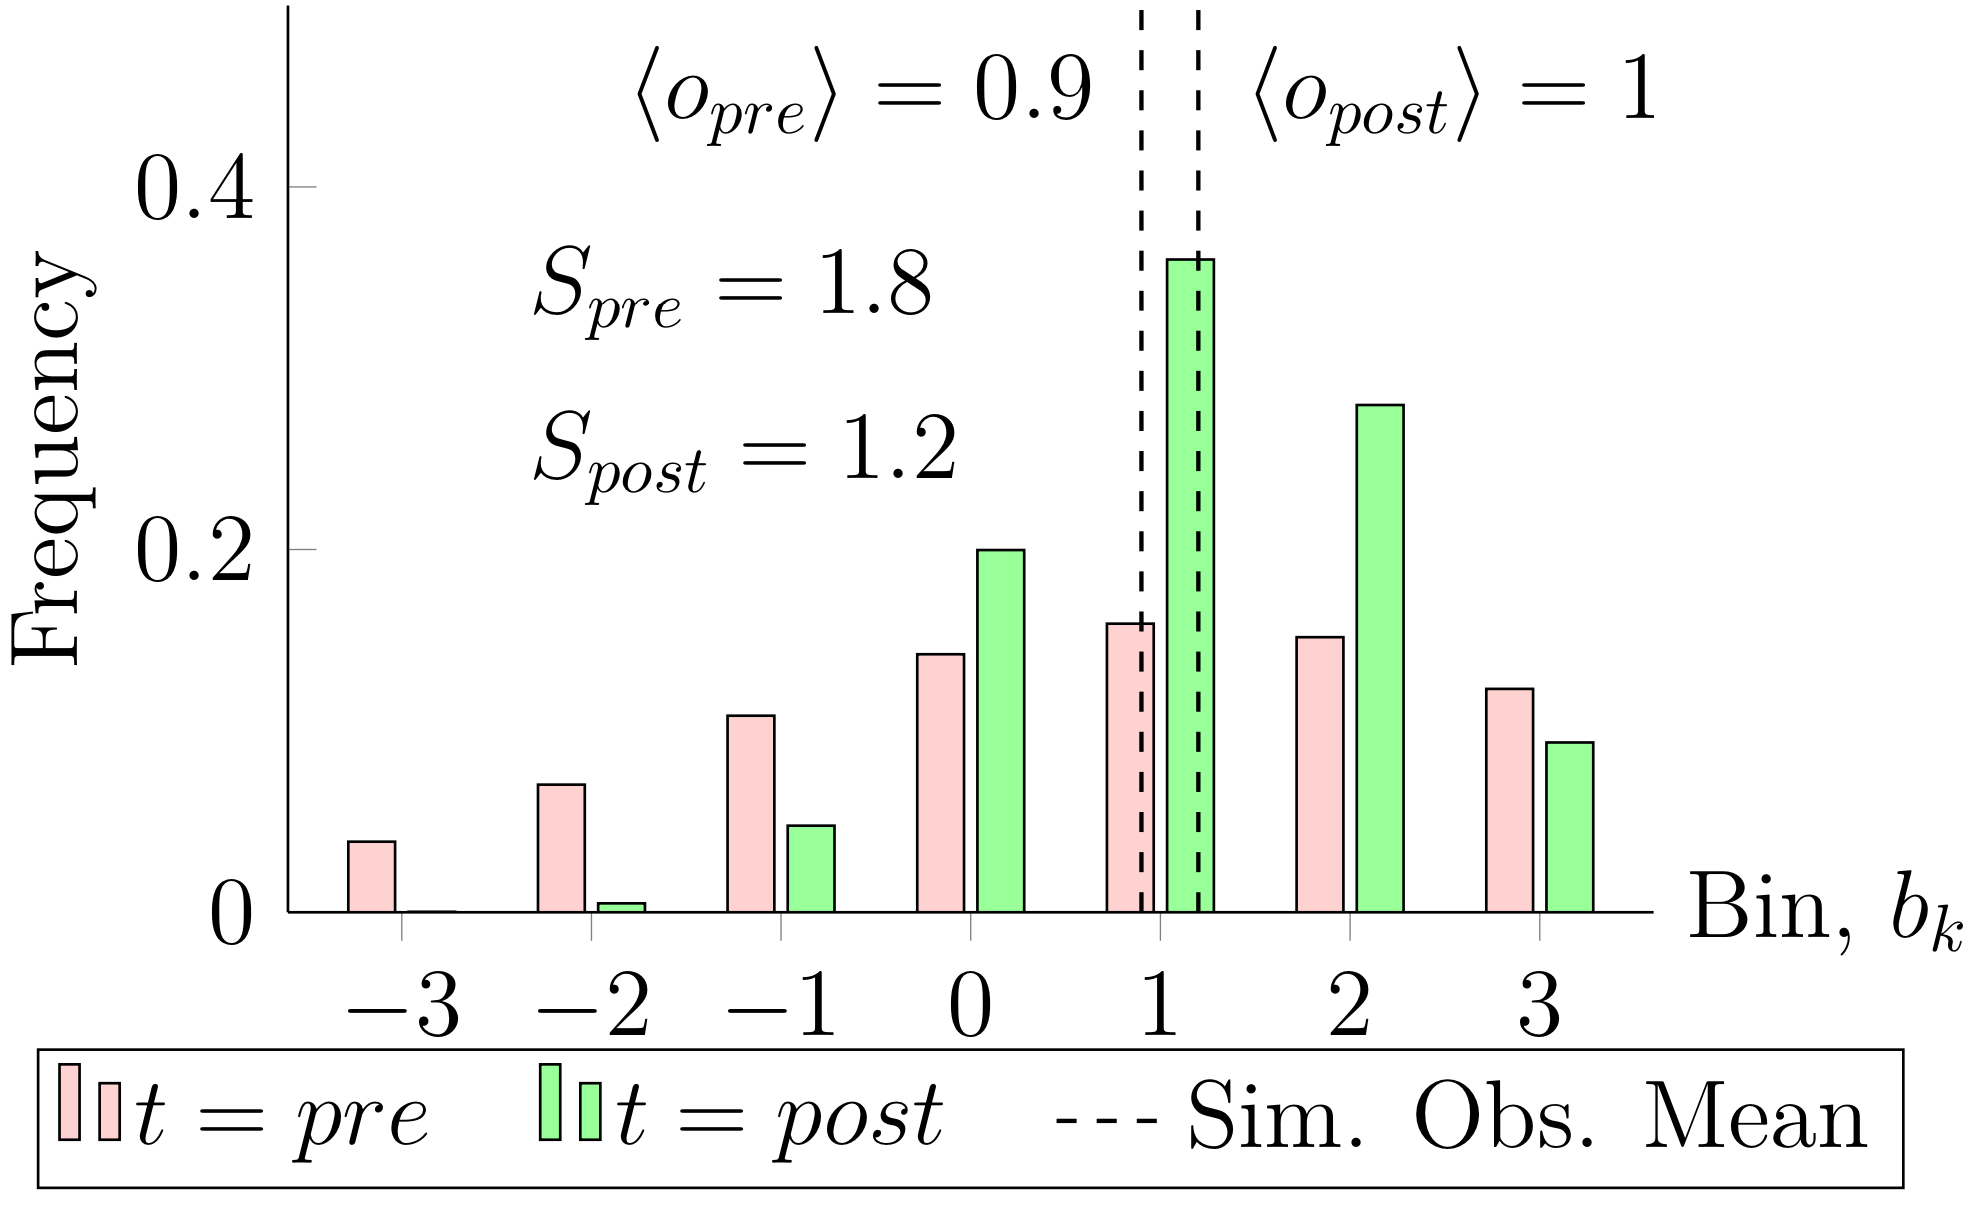 ⟨o_pre⟩ = 0.9 ⟨o_post⟩ = 1
0.4
S_pre = 1.8
S_post = 1.2
0.2
Frequency
0
Bin, b_k
−3 −2 −1 0 1 2 3
t = pre t = post Sim. Obs. Mean